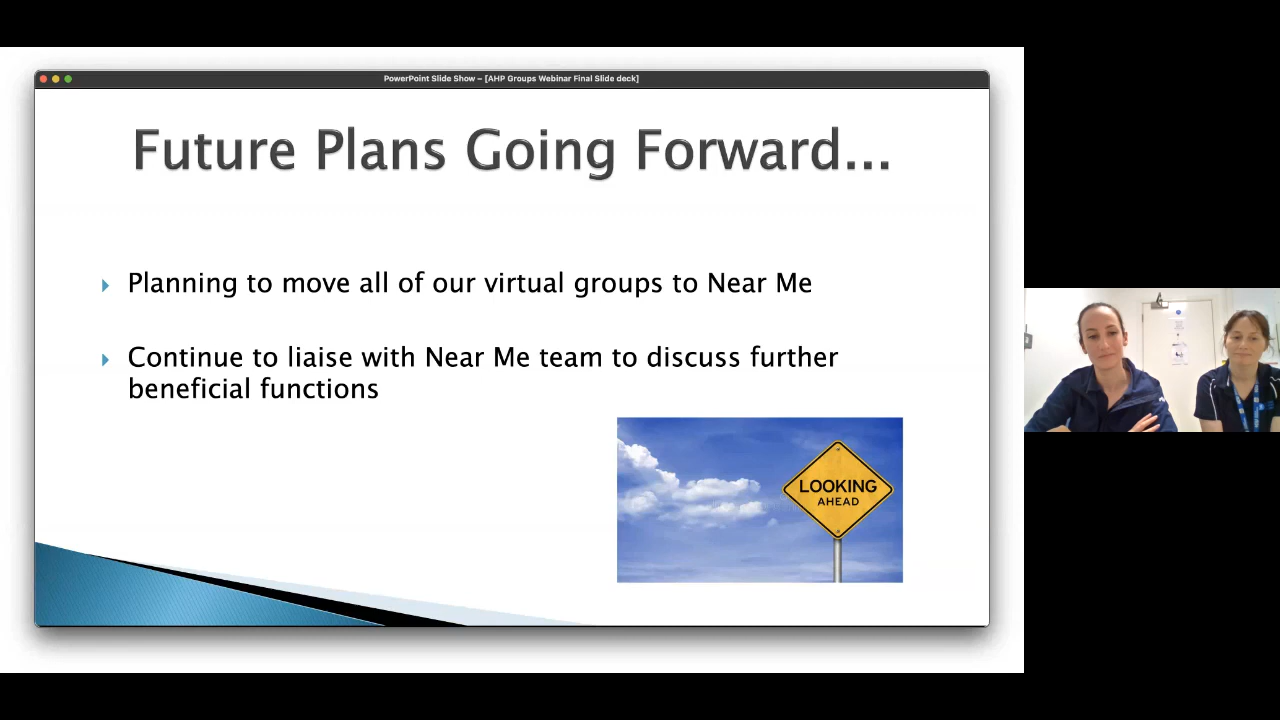 PowerPoint Slide Show ~ [AHP Groups Webinar Final Slide deck]
Future Plans Going Forward...
Planning to move all of our virtual groups to Near Me
Continue to liaise with Near Me team to discuss further
beneficial functions
LOOKING
AHEAD